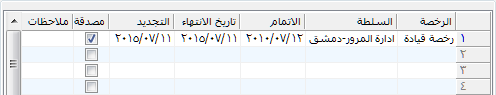 الرخصة السلطة الاتمام تاريخ الانتهاء التجديد مصدقة ملاحظات
١ رخصة قيادة ادارة المرور-دمشق ٢٠١٠/٠٧/١٢ ٢٠١٥/٠٧/١١ ٢٠١٥/٠٧/١١
٢
٣
٤